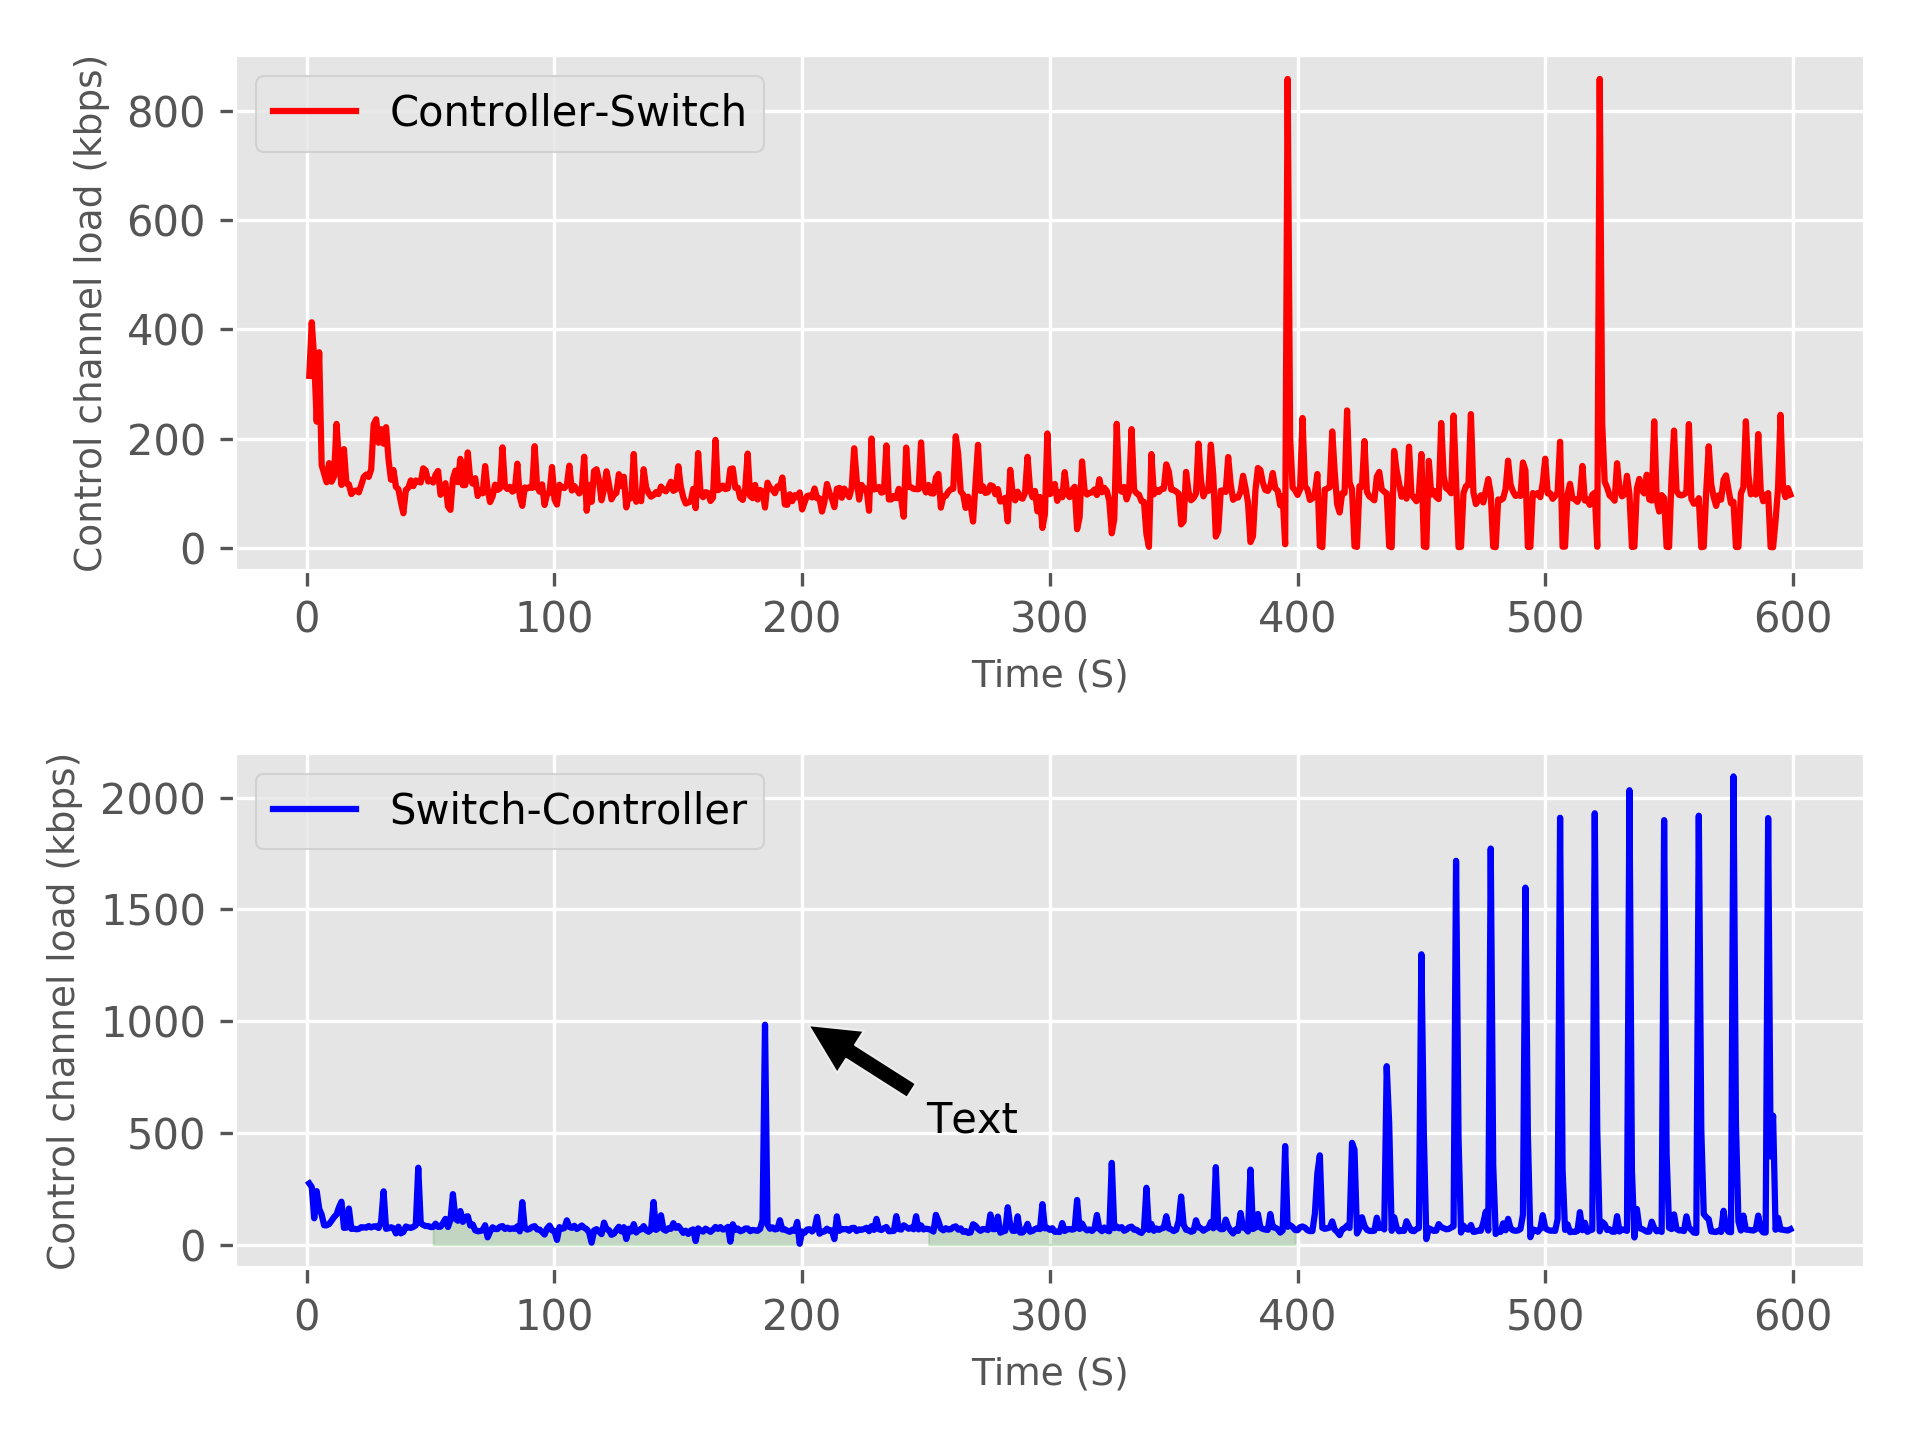 Control channel load (kbps)
Controller-Switch
800
600
400
200
0
0 100 200 300 400 500 600
Time (S)
Control channel load (kbps)
Switch-Controller
2000
1500
1000
500
0
Text
0 100 200 300 400 500 600
Time (S)